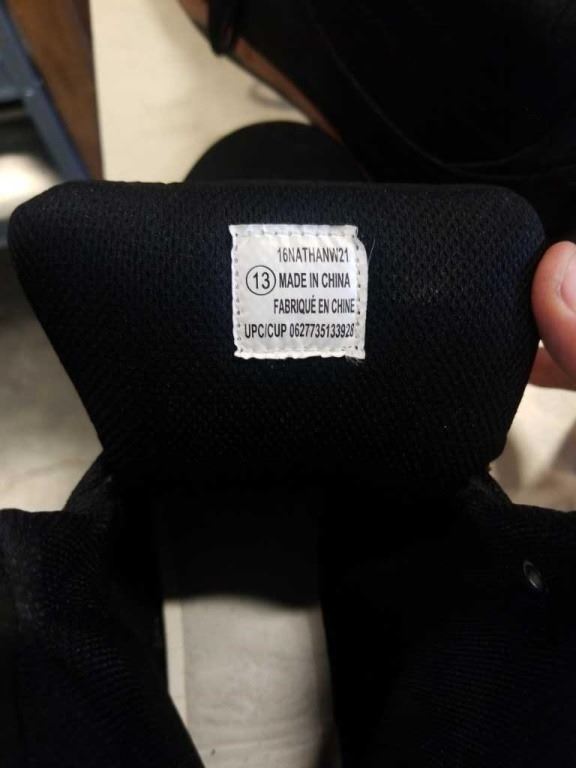 16NATHANW21
13 MADE IN CHINA
FABRIQUÉ EN CHINE
UPC/CUP 0627735133928